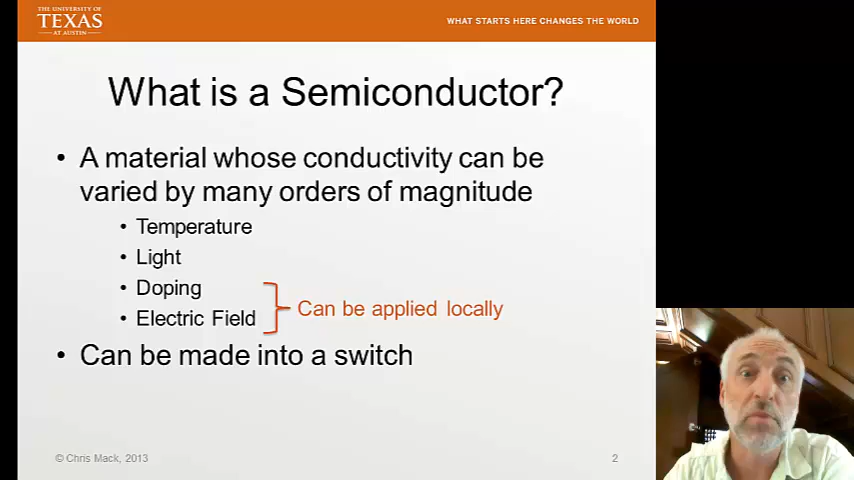 THE UNIVERSITY OF
TEXAS
AT AUSTIN
WHAT STARTS HERE CHANGES THE WORLD
What is a Semiconductor?
• A material whose conductivity can be
varied by many orders of magnitude
• Temperature
• Light
• Doping
• Electric Field
Can be applied locally
• Can be made into a switch
© Chris Mack, 2013
2